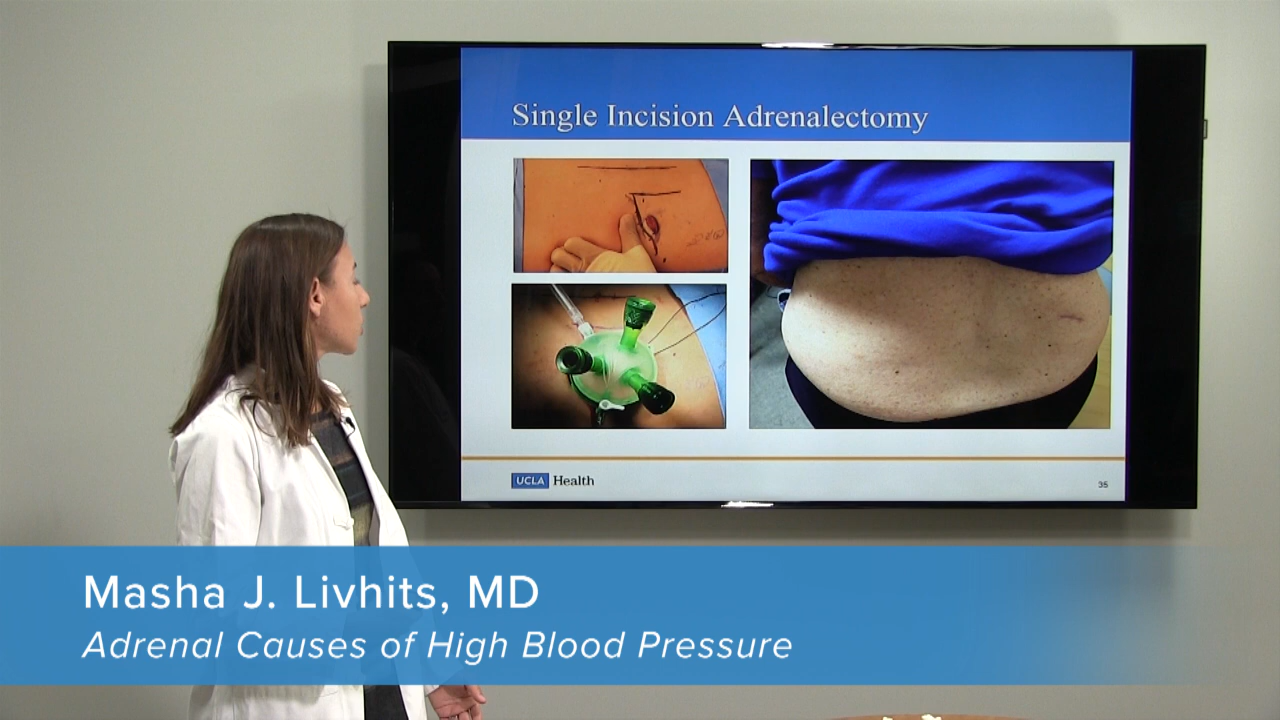 Single Incision Adrenalectomy
UCLA Health
35
Masha J. Livhits, MD
Adrenal Causes of High Blood Pressure